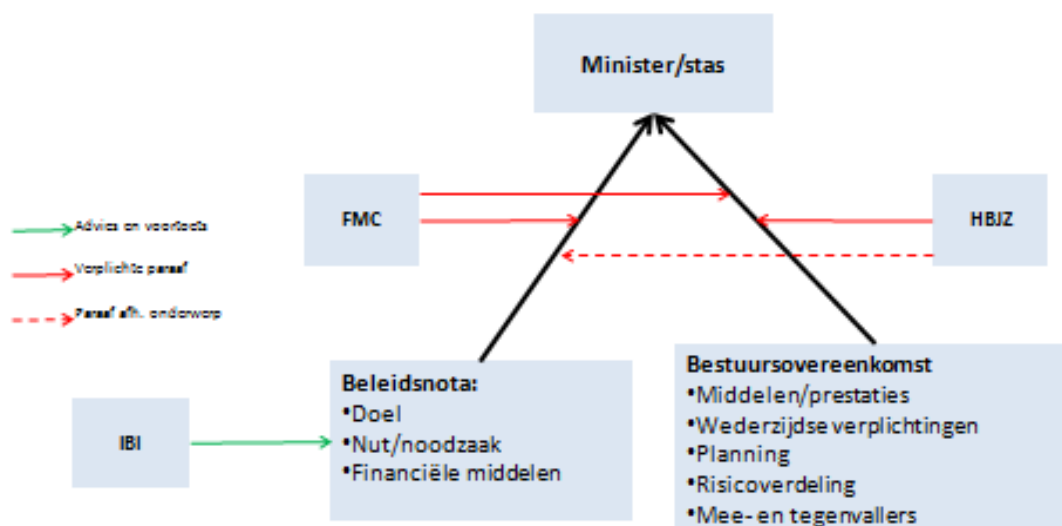 Minister/stas
FMC
HBJZ
Advies en voortoets
Verplichte paraaf
Paraaf afh. onderwerp
Beleidsnota:
•Doel
•Nut/noodzaak
•Financiële middelen
Bestuursovereenkomst
•Middelen/prestaties
•Wederzijdse verplichtingen
•Planning
•Risicoverdeling
•Mee- en tegenvallers
IBI